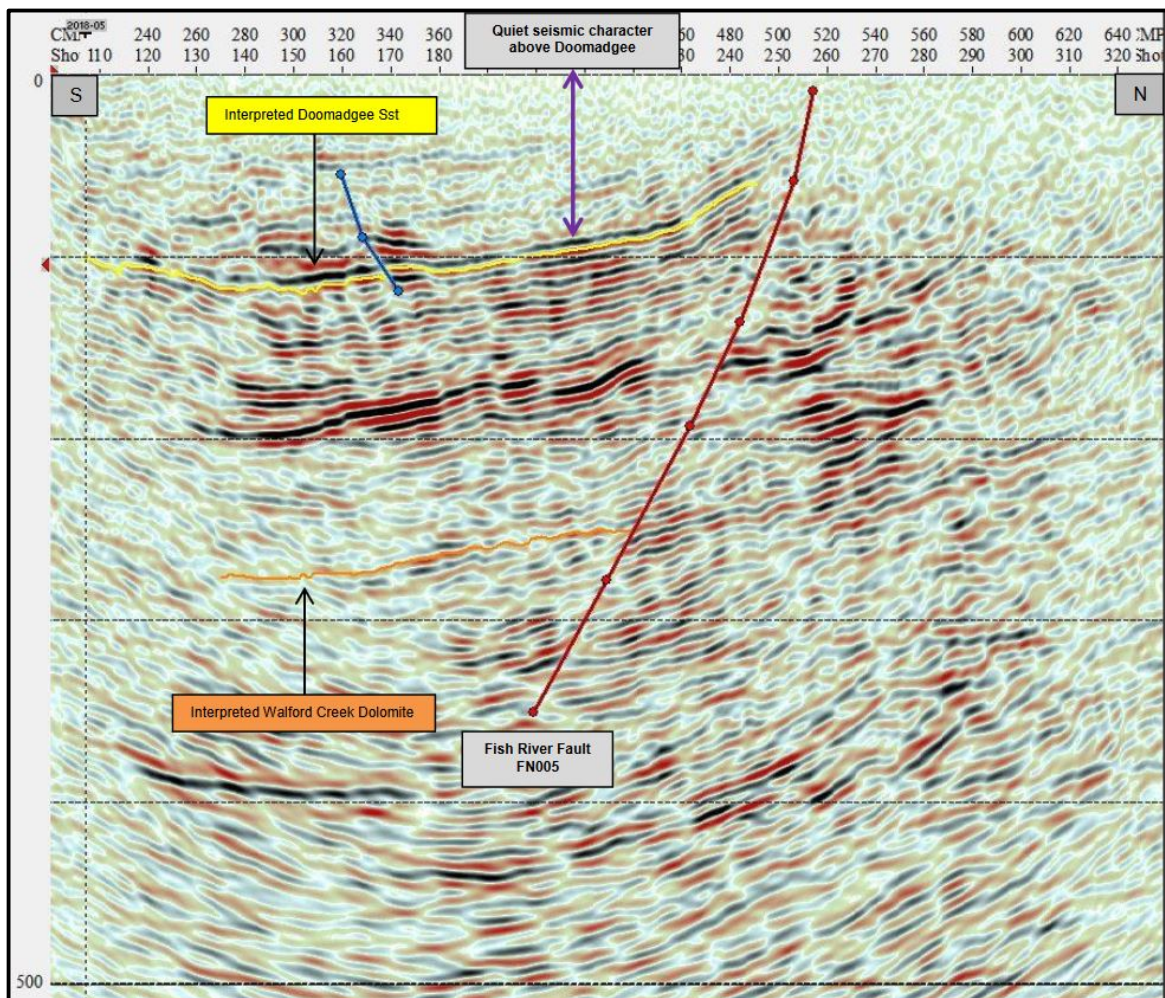 2018-05
CM 240 260 280 300 320 340 360 480 500 520 540 560 580 600 620 640 CMP
Sho 110 120 130 140 150 160 170 180 240 250 260 270 280 290 300 310 320 Shot
Quiet seismic character
above Doomadgee
0
S
N
Interpreted Doomadgee Sst
Interpreted Walford Creek Dolomite
Fish River Fault
FN005
500